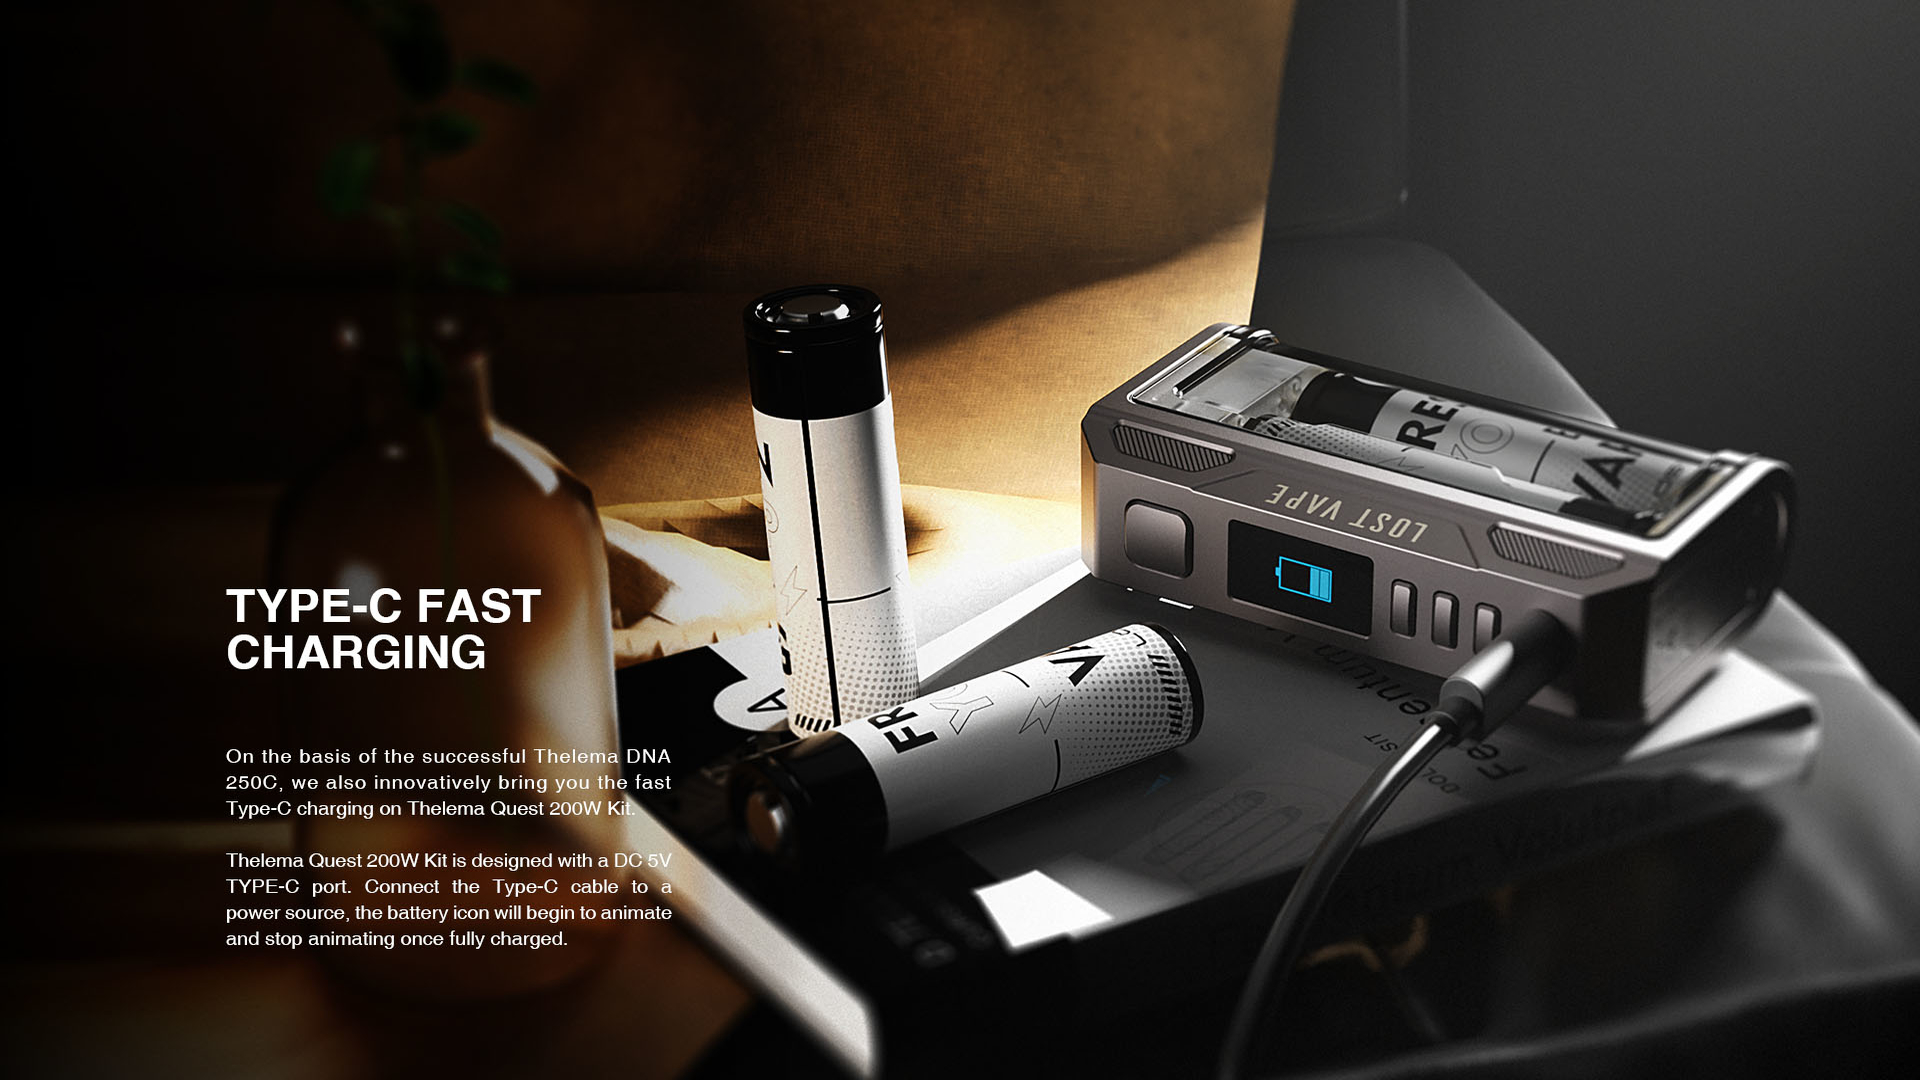 TYPE-C FAST
CHARGING
On the basis of the successful Thelema DNA
250C, we also innovatively bring you the fast
Type-C charging on Thelema Quest 200W Kit.
Thelema Quest 200W Kit is designed with a DC 5V
TYPE-C port. Connect the Type-C cable to a
power source, the battery icon will begin to animate
and stop animating once fully charged.
LOST VAPE